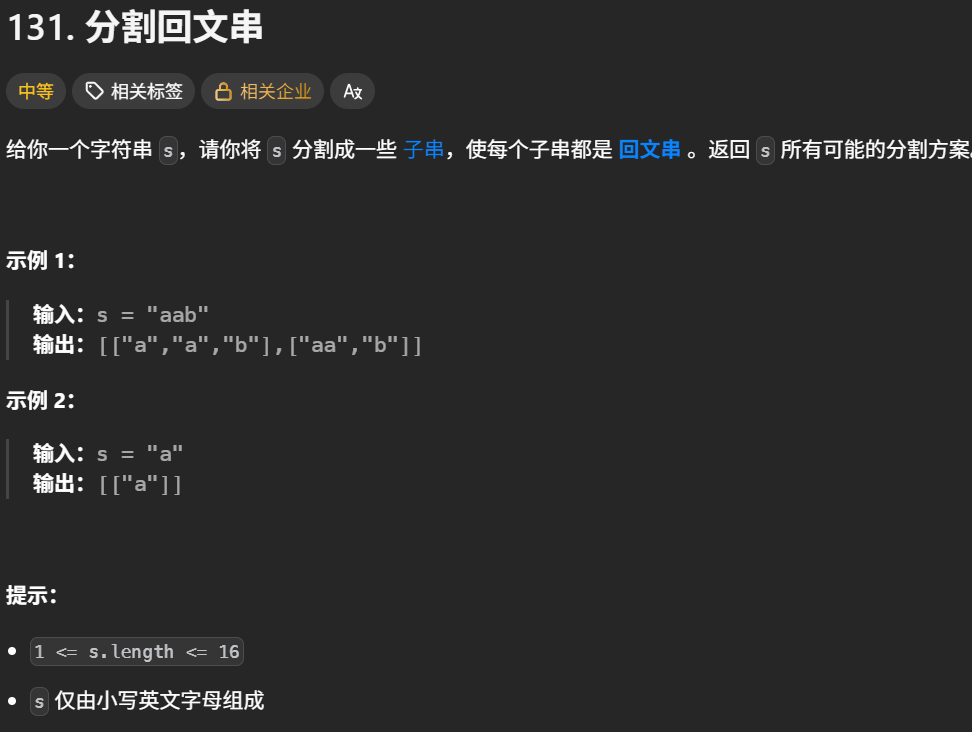 131. 分割回文串
中等 相关标签 相关企业 Aあ
给你一个字符串 s，请你将 s 分割成一些 子串，使每个子串都是 回文串 。返回 s 所有可能的分割方案
示例 1：
输入：s = "aab"
输出：[["a","a","b"],["aa","b"]]
示例 2：
输入：s = "a"
输出：[["a"]]
提示：
1 <= s.length <= 16
s 仅由小写英文字母组成